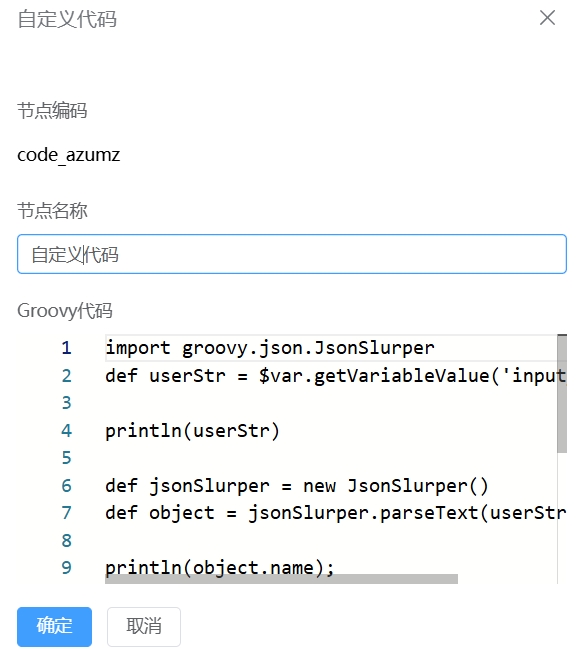 自定义代码
节点编码
code_azumz
节点名称
自定义代码
Groovy代码
1 import groovy.json.JsonSlurper
2 def userStr = $var.getVariableValue('input
3
4 println(userStr)
5
6 def jsonSlurper = new JsonSlurper()
7 def object = jsonSlurper.parseText(userStr
8
9 println(object.name);
确定 取消